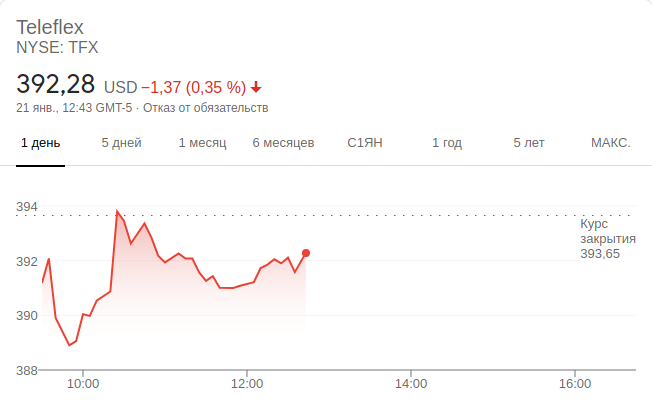 Teleflex
NYSE: TFX
392,28 USD −1,37 (0,35 %)
21 янв., 12:43 GMT-5 · Отказ от обязательств
1 день 5 дней 1 месяц 6 месяцев С1ЯН 1 год 5 лет МАКС.
394
Курс
закрытия
393,65
392
390
388
10:00 12:00 14:00 16:00